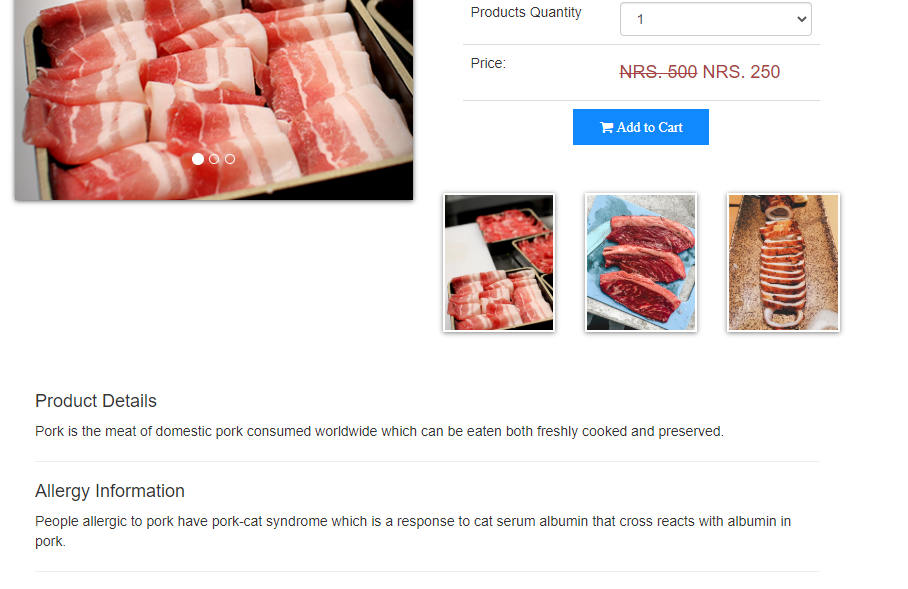 Products Quantity
1
Price:
NRS. 500 NRS. 250
Add to Cart
Product Details
Pork is the meat of domestic pork consumed worldwide which can be eaten both freshly cooked and preserved.
Allergy Information
People allergic to pork have pork-cat syndrome which is a response to cat serum albumin that cross reacts with albumin in
pork.